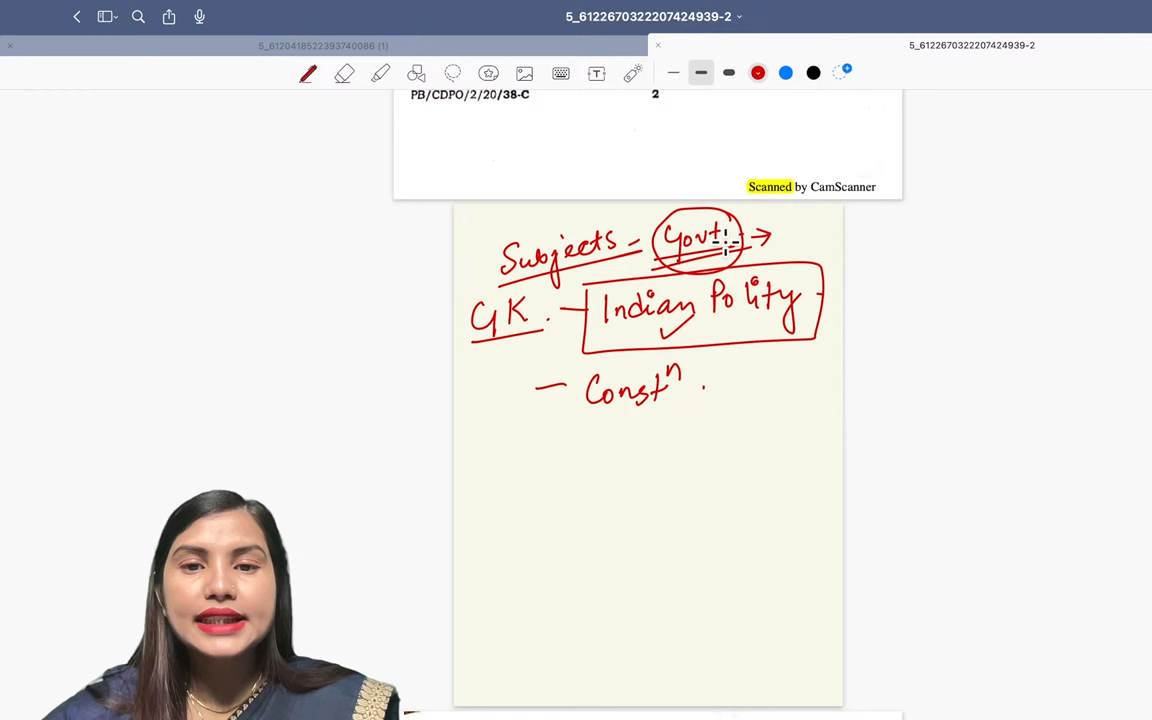 5_6122670322207424939-2
5_6120418522393740086 (1)
5_6122670322207424939-2
PB/CDPO/2/20/38-C 2
Scanned by CamScanner
Subjects = Govt. →
GK. - Indian Polity
- Constⁿ.